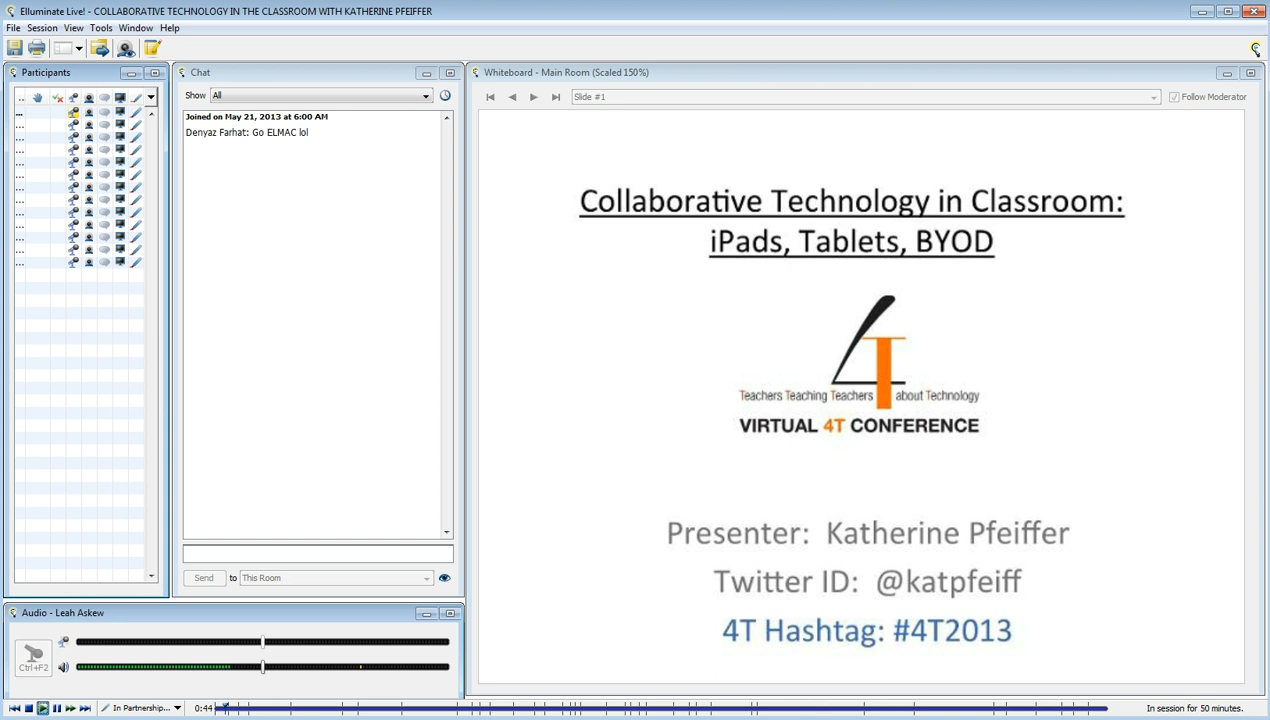 Elluminate Live! - COLLABORATIVE TECHNOLOGY IN THE CLASSROOM WITH KATHERINE PFEIFFER
File Session View Tools Window Help
Participants
Chat
Show All
Joined on May 21, 2013 at 6:00 AM
Denyaz Farhat: Go ELMAC lol
Send to This Room
Audio - Leah Askew
Ctrl+F2
Whiteboard - Main Room (Scaled 150%)
Slide #1
Follow Moderator
Collaborative Technology in Classroom:
iPads, Tablets, BYOD
4T
Teachers Teaching Teachers about Technology
VIRTUAL 4T CONFERENCE
Presenter: Katherine Pfeiffer
Twitter ID: @katpfeiff
4T Hashtag: #4T2013
In Partnership... 0:44 In session for 50 minutes.